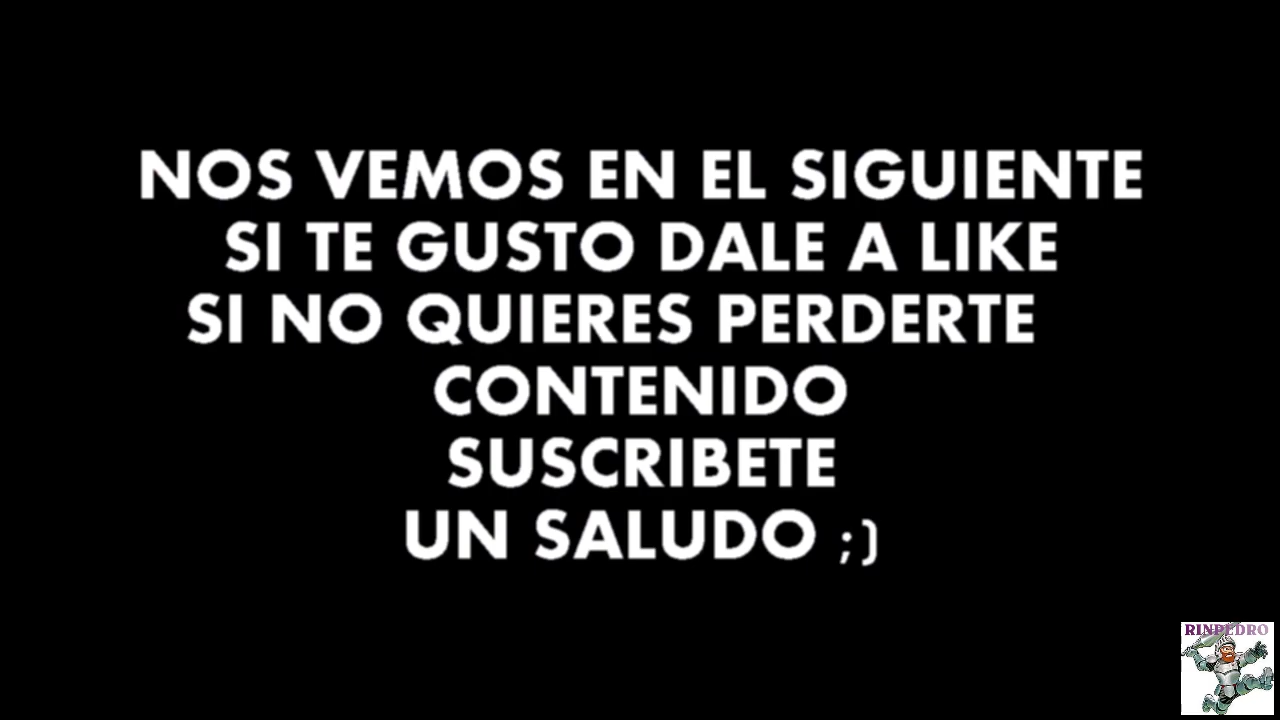 NOS VEMOS EN EL SIGUIENTE
SI TE GUSTO DALE A LIKE
SI NO QUIERES PERDERTE
CONTENIDO
SUSCRIBETE
UN SALUDO ;)
RINPEDRO